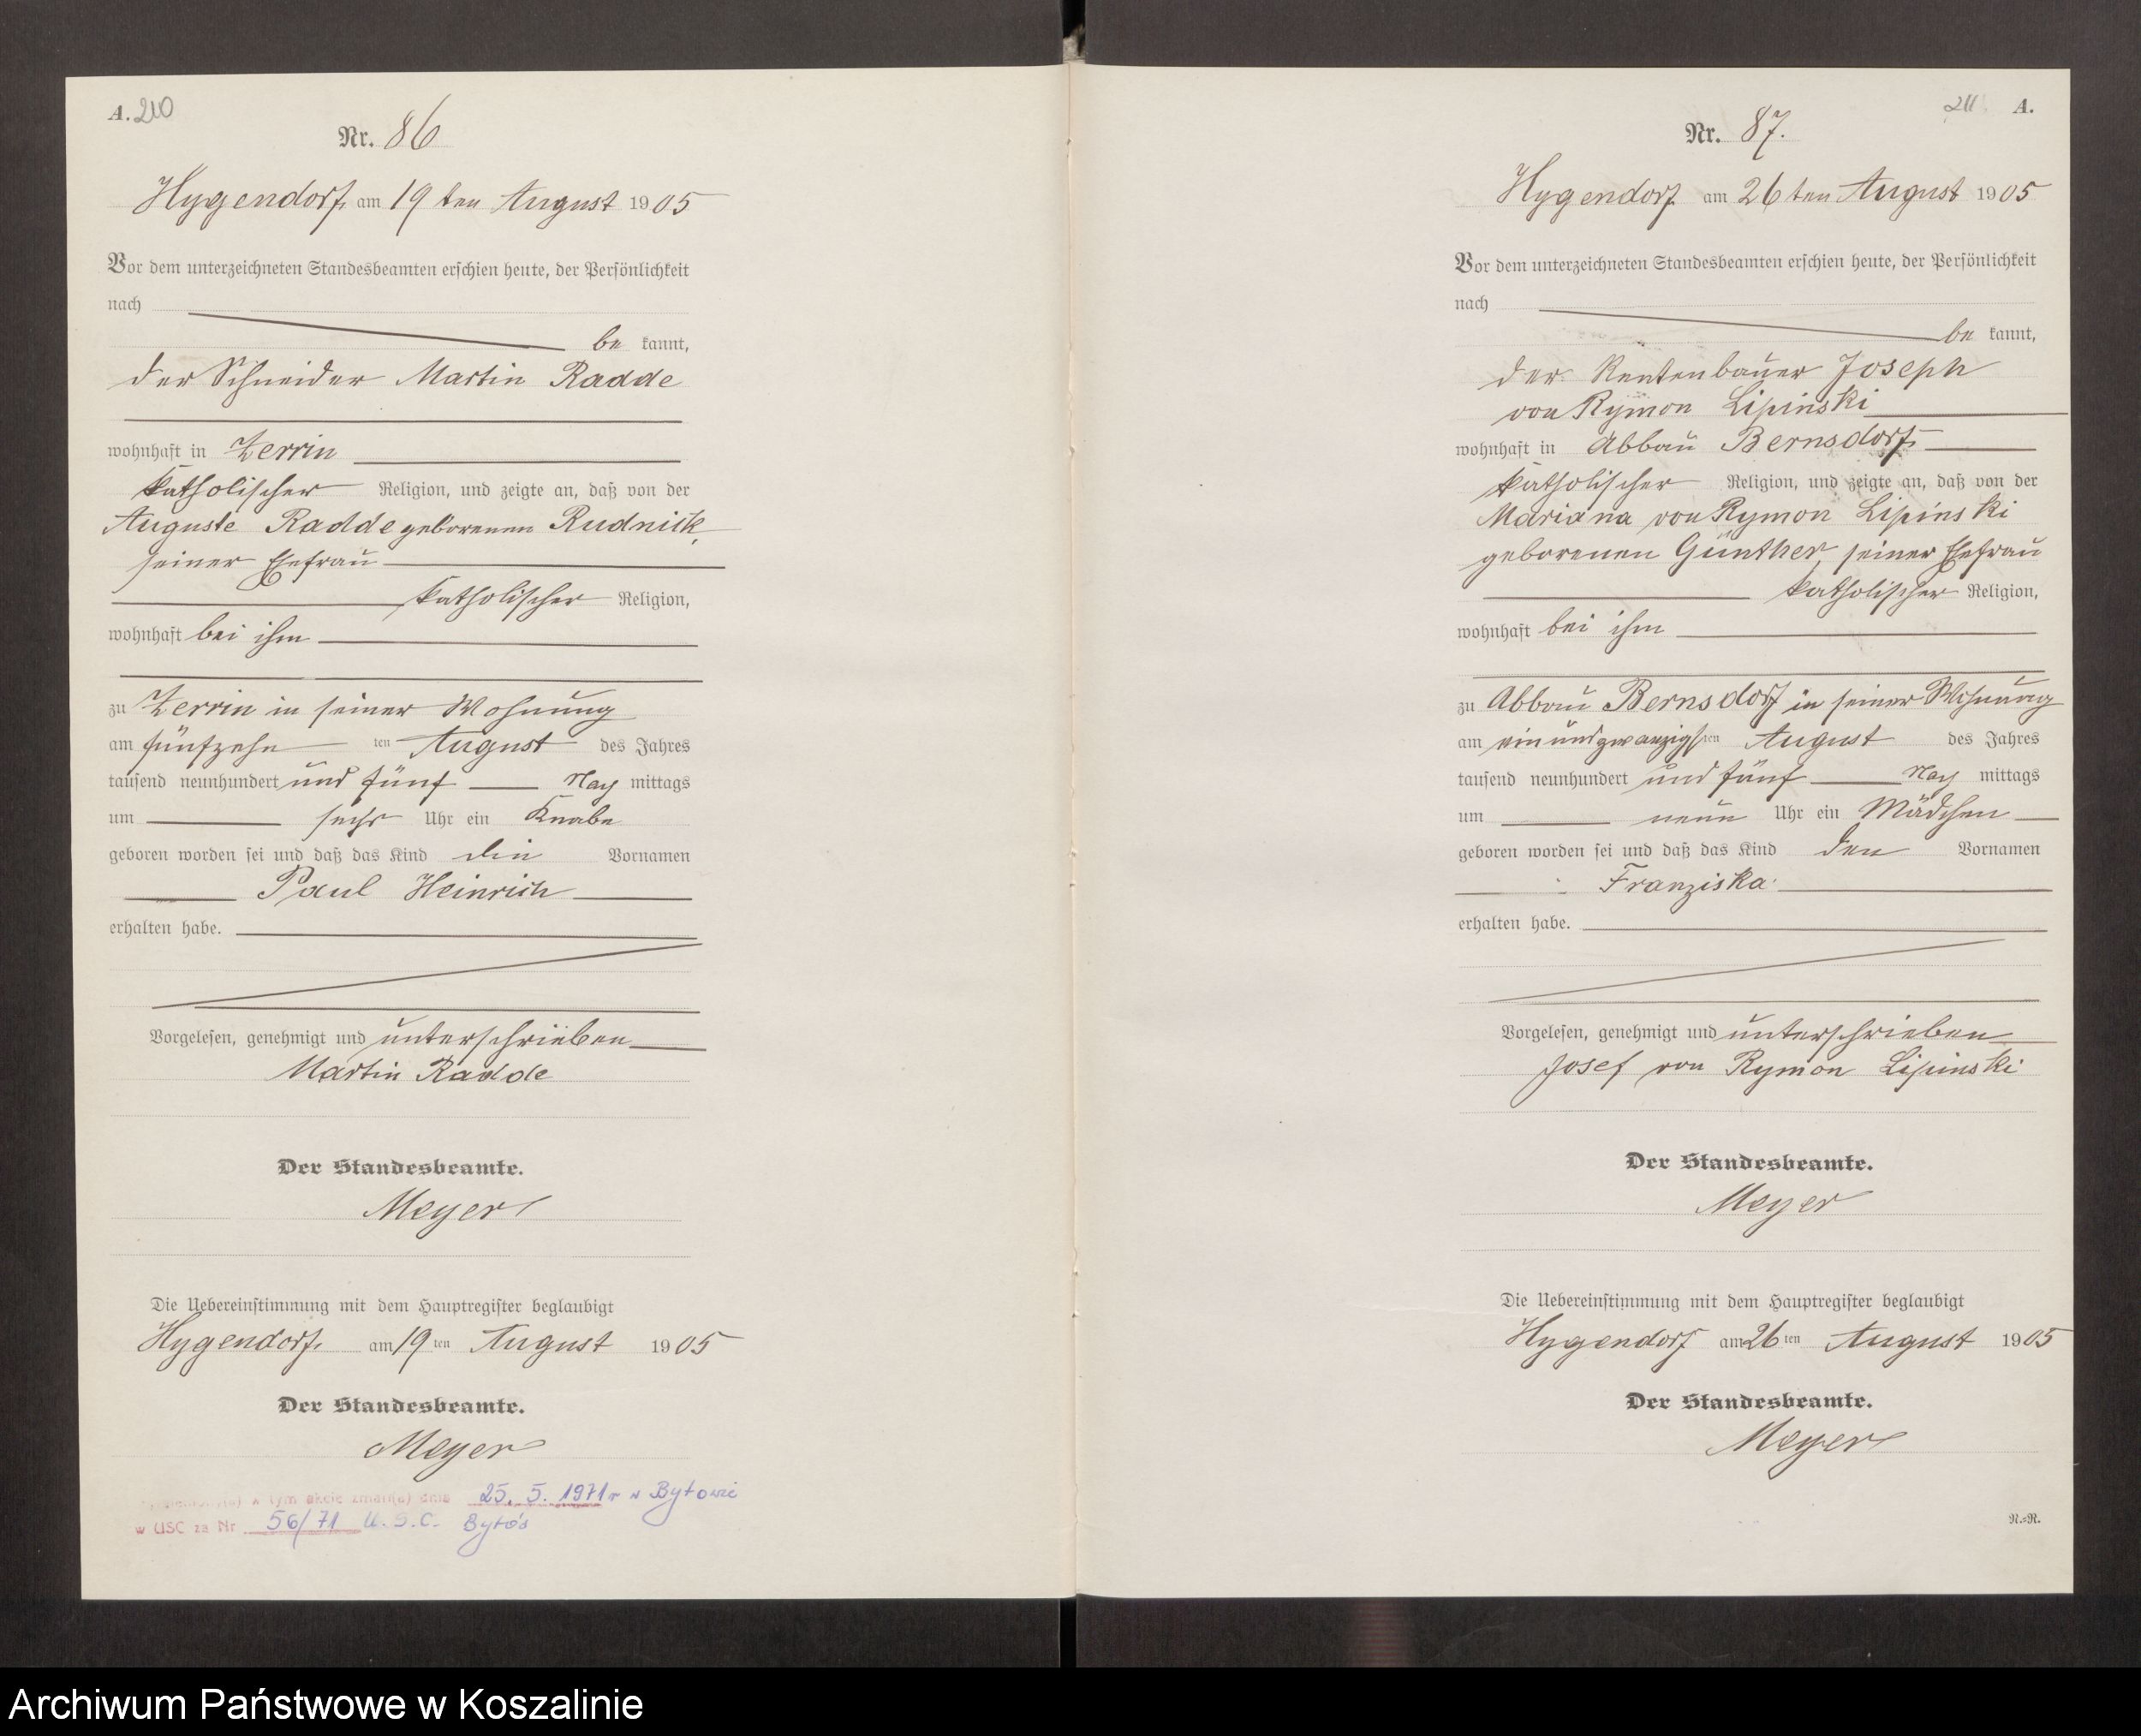 A. 210
Nr. 86
Hygendorf, am 19ten August 1905
Vor dem unterzeichneten Standesbeamten erschien heute, der Persönlichkeit
nach
be kannt,
der Schneider Martin Radde
wohnhaft in Zerrin
katholischer Religion, und zeigte an, daß von der
Auguste Radde geborenen Rudnick,
seiner Ehefrau
katholischer Religion,
wohnhaft bei ihm
zu Zerrin in seiner Wohnung
am fünfzehn ten August des Jahres
tausend neunhundert und fünf Nach mittags
um sechs Uhr ein Knabe
geboren worden sei und daß das Kind die Vornamen
Paul Heinrich
erhalten habe.
Vorgelesen, genehmigt und unterschrieben
Martin Radde
Der Standesbeamte.
Meyer
Die Uebereinstimmung mit dem Hauptregister beglaubigt
Hygendorf, am 19ten August 1905
Der Standesbeamte.
Meyer
w tym akcie zmarł(a) dnia 25. 5. 1971 r w Bytowie
w USC za Nr 56/71 U.S.C. Bytów
211 A.
Nr. 87.
Hygendorf am 26ten August 1905
Vor dem unterzeichneten Standesbeamten erschien heute, der Persönlichkeit
nach
be kannt,
der Rentenbauer Joseph
von Rymon Lipinski
wohnhaft in Abbau Bernsdorf,
katholischer Religion, und zeigte an, daß von der
Mariana von Rymon Lipinski
geborenen Günther, seiner Ehefrau
katholischer Religion,
wohnhaft bei ihm
zu Abbau Bernsdorf in seiner Wohnung
am einundzwanzigsten August des Jahres
tausend neunhundert und fünf Nach mittags
um neun Uhr ein Mädchen
geboren worden sei und daß das Kind den Vornamen
Franziska
erhalten habe.
Vorgelesen, genehmigt und unterschrieben
Josef von Rymon Lipinski
Der Standesbeamte.
Meyer
Die Uebereinstimmung mit dem Hauptregister beglaubigt
Hygendorf am 26ten August 1905
Der Standesbeamte.
Meyer
N.=R.
Archiwum Państwowe w Koszalinie